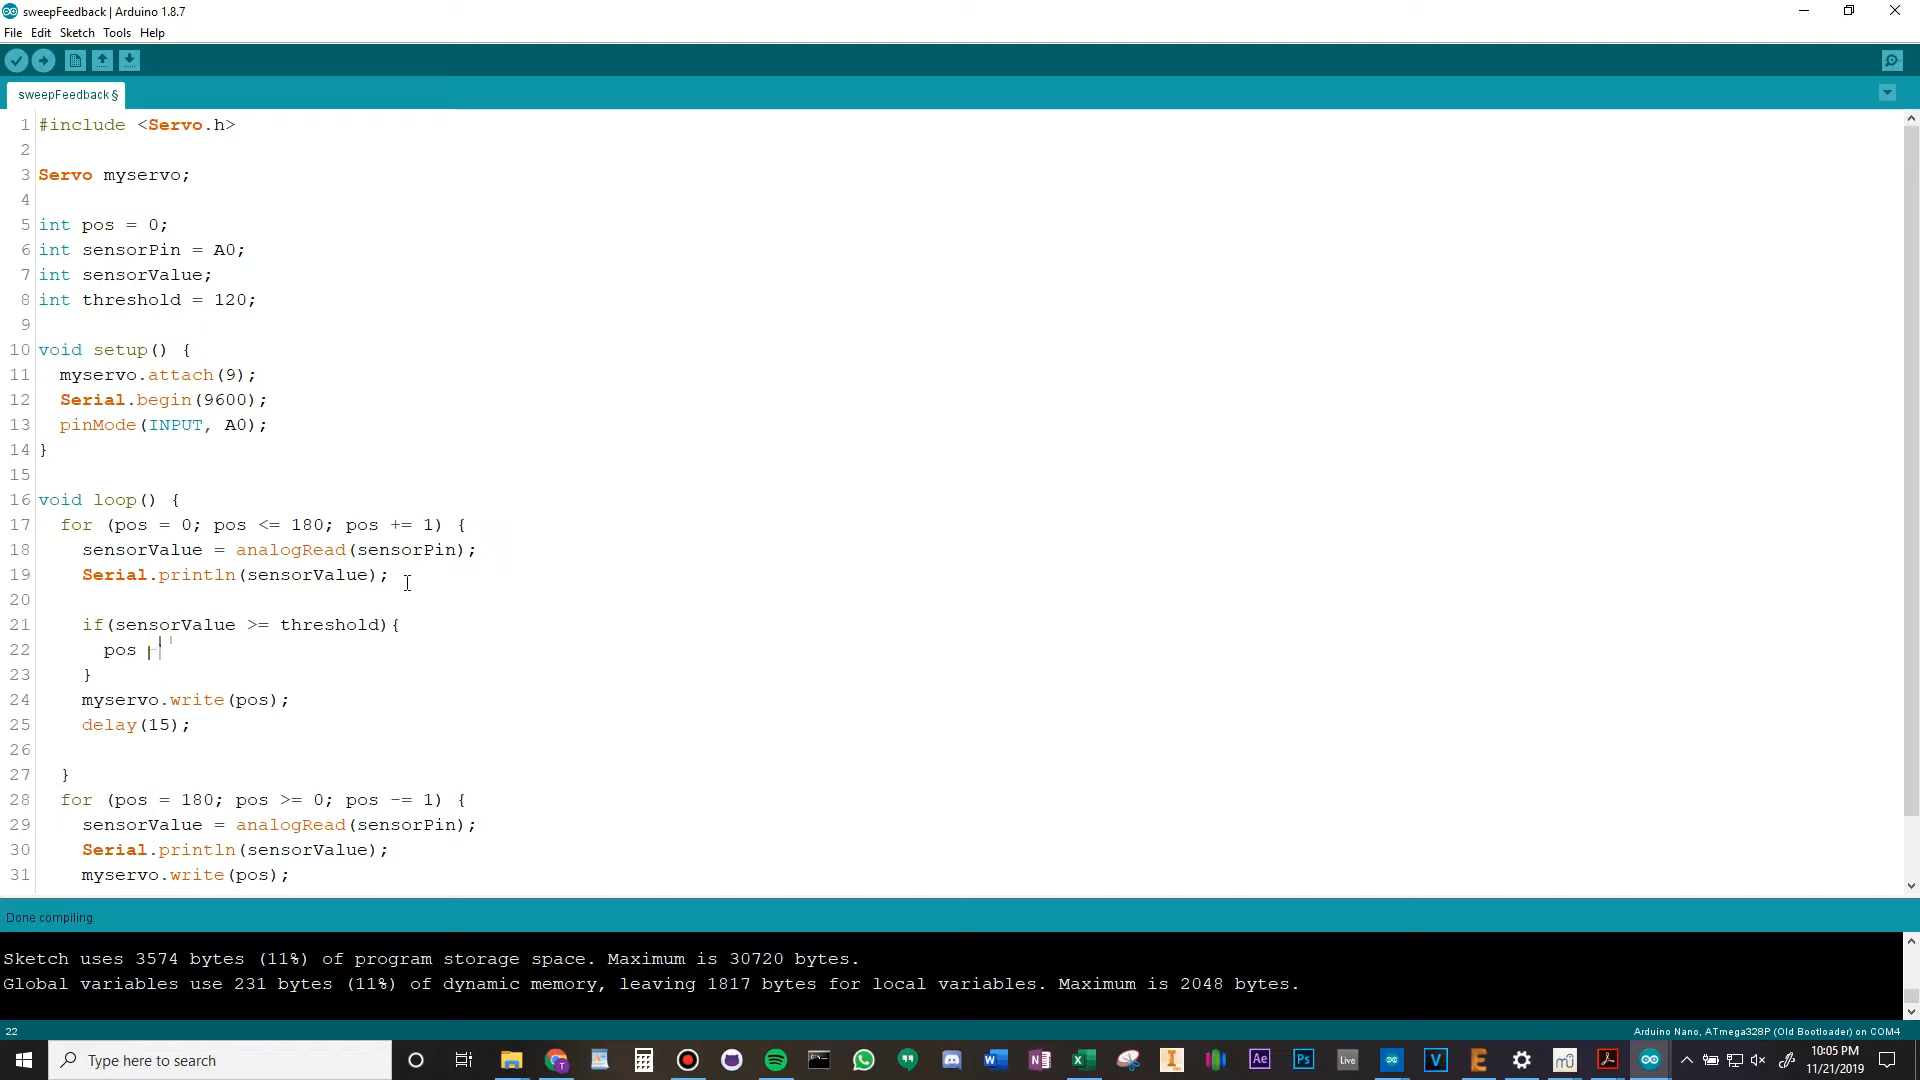 sweepFeedback | Arduino 1.8.7
File Edit Sketch Tools Help
sweepFeedback §
1 #include <Servo.h>
2
3 Servo myservo;
4
5 int pos = 0;
6 int sensorPin = A0;
7 int sensorValue;
8 int threshold = 120;
9
10 void setup() {
11 myservo.attach(9);
12 Serial.begin(9600);
13 pinMode(INPUT, A0);
14 }
15
16 void loop() {
17 for (pos = 0; pos <= 180; pos += 1) {
18 sensorValue = analogRead(sensorPin);
19 Serial.println(sensorValue);
20
21 if(sensorValue >= threshold){
22 pos
23 }
24 myservo.write(pos);
25 delay(15);
26
27 }
28 for (pos = 180; pos >= 0; pos -= 1) {
29 sensorValue = analogRead(sensorPin);
30 Serial.println(sensorValue);
31 myservo.write(pos);
Done compiling.
Sketch uses 3574 bytes (11%) of program storage space. Maximum is 30720 bytes.
Global variables use 231 bytes (11%) of dynamic memory, leaving 1817 bytes for local variables. Maximum is 2048 bytes.
22 Arduino Nano, ATmega328P (Old Bootloader) on COM4
Type here to search
Ae Ps Live V
10:05 PM
11/21/2019